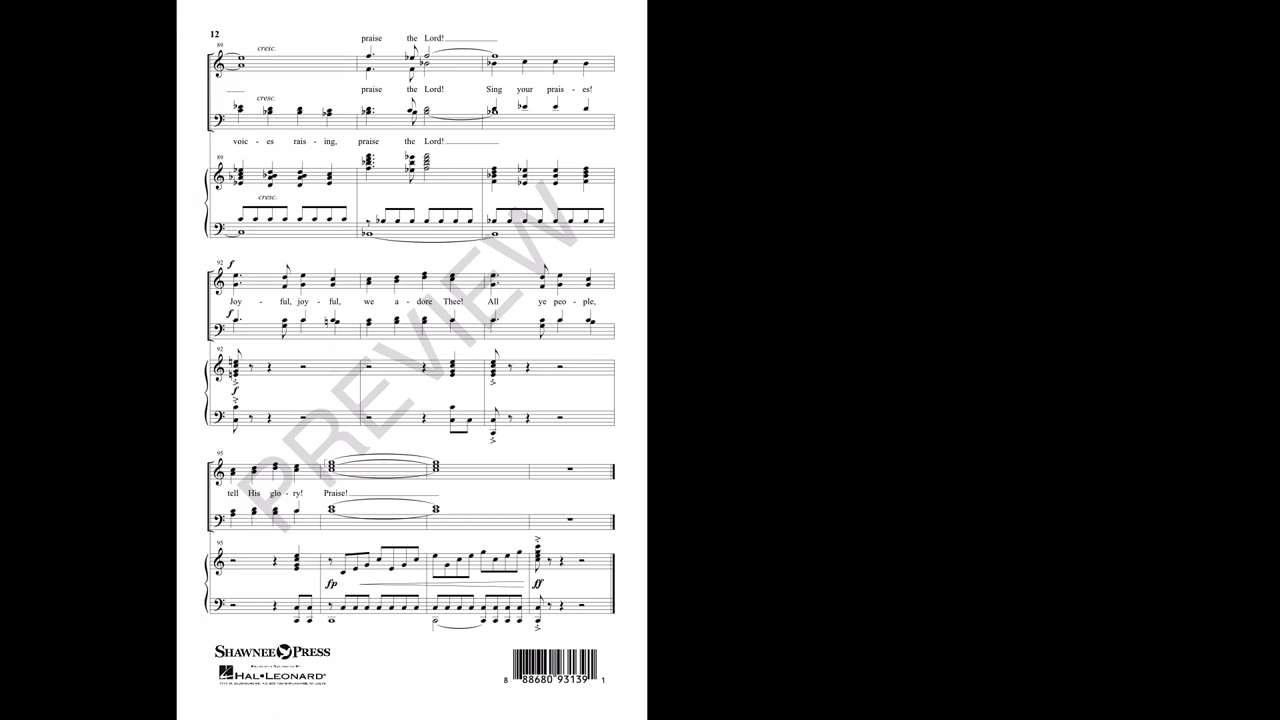 12
praise the Lord!
89
cresc.
praise the Lord! Sing your prais - es!
cresc.
voic - es rais - ing, praise the Lord!
89
cresc.
92
f
Joy - ful, joy - ful, we a - dore Thee! All ye peo - ple,
f
92
f
95
tell His glo - ry! Praise!
95
fp ff
PREVIEW
SHAWNEE PRESS
HAL•LEONARD®
8 88680 93139 1